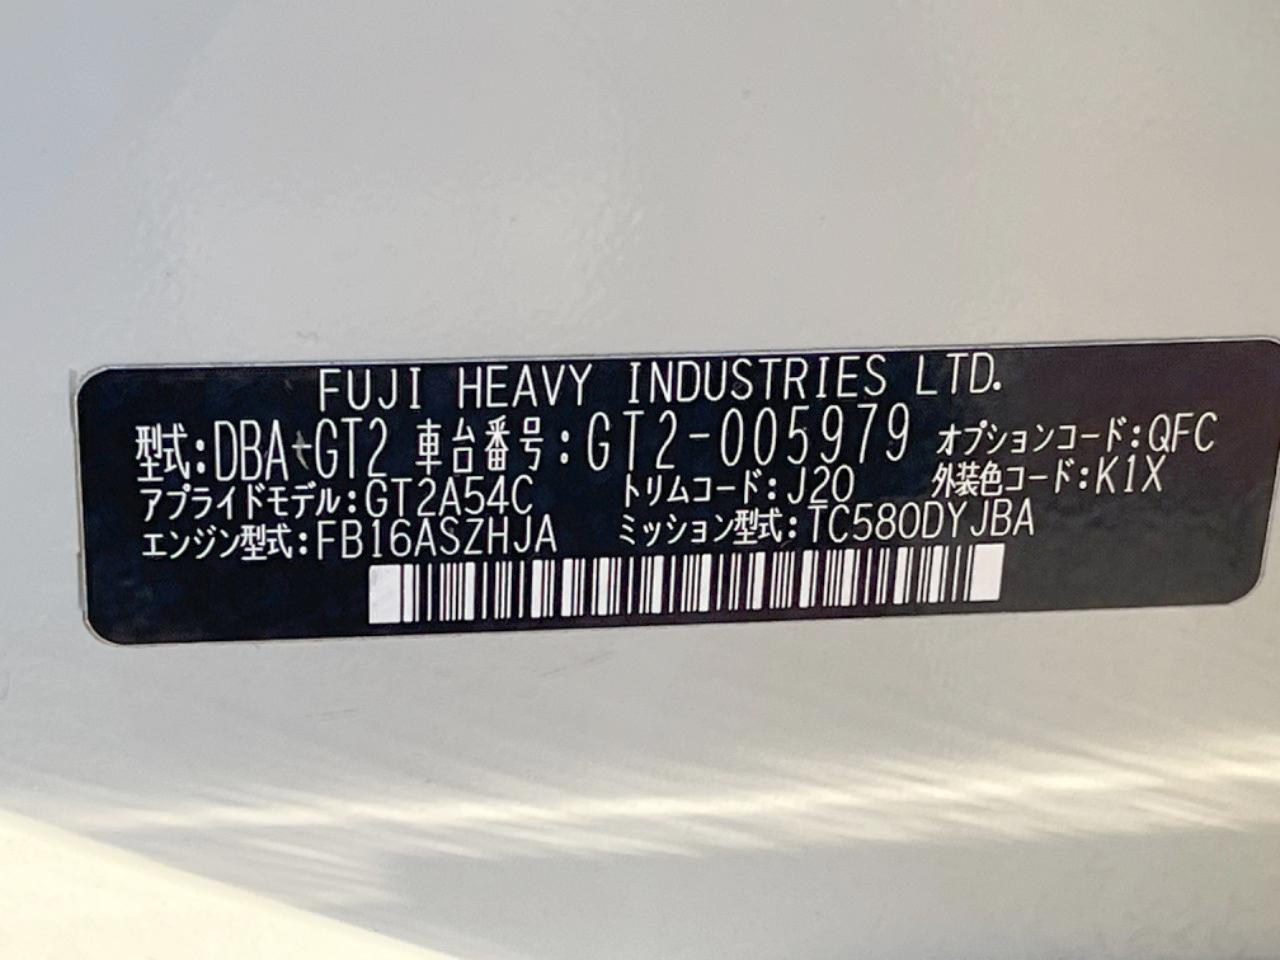 FUJI HEAVY INDUSTRIES LTD.
型式:DBA-GT2 車台番号:GT2-005979 オプションコード:QFC
アプライドモデル:GT2A54C トリムコード:J20 外装色コード:K1X
エンジン型式:FB16ASZHJA ミッション型式:TC580DYJBA